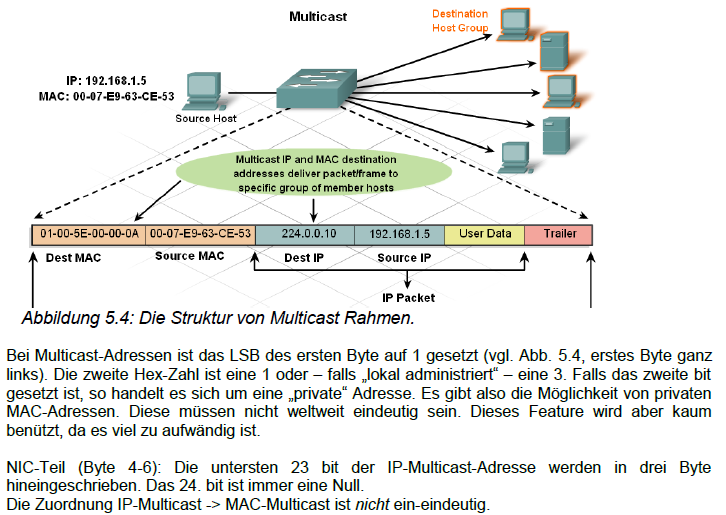 Multicast
Destination
Host Group
IP: 192.168.1.5
MAC: 00-07-E9-63-CE-53
Source Host
Multicast IP and MAC destination
addresses deliver packet/frame to
specific group of member hosts
01-00-5E-00-00-0A 00-07-E9-63-CE-53 224.0.0.10 192.168.1.5 User Data Trailer
Dest MAC Source MAC Dest IP Source IP
IP Packet
Abbildung 5.4: Die Struktur von Multicast Rahmen.
Bei Multicast-Adressen ist das LSB des ersten Byte auf 1 gesetzt (vgl. Abb. 5.4, erstes Byte ganz
links). Die zweite Hex-Zahl ist eine 1 oder – falls „lokal administriert“ – eine 3. Falls das zweite bit
gesetzt ist, so handelt es sich um eine „private“ Adresse. Es gibt also die Möglichkeit von privaten
MAC-Adressen. Diese müssen nicht weltweit eindeutig sein. Dieses Feature wird aber kaum
benützt, da es viel zu aufwändig ist.
NIC-Teil (Byte 4-6): Die untersten 23 bit der IP-Multicast-Adresse werden in drei Byte
hineingeschrieben. Das 24. bit ist immer eine Null.
Die Zuordnung IP-Multicast -> MAC-Multicast ist nicht ein-eindeutig.